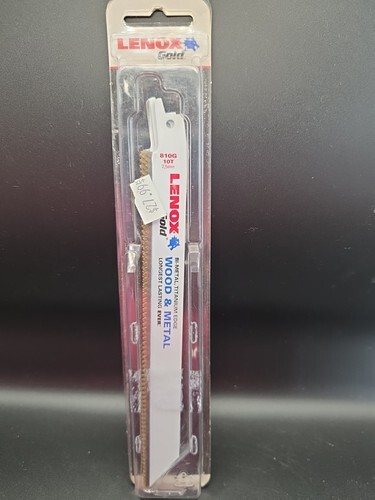 LENOX
Gold
810G
10T
LENOX
Gold
BI-METAL, TITANIUM EDGE
WOOD & METAL
LONGEST LASTING EVER.